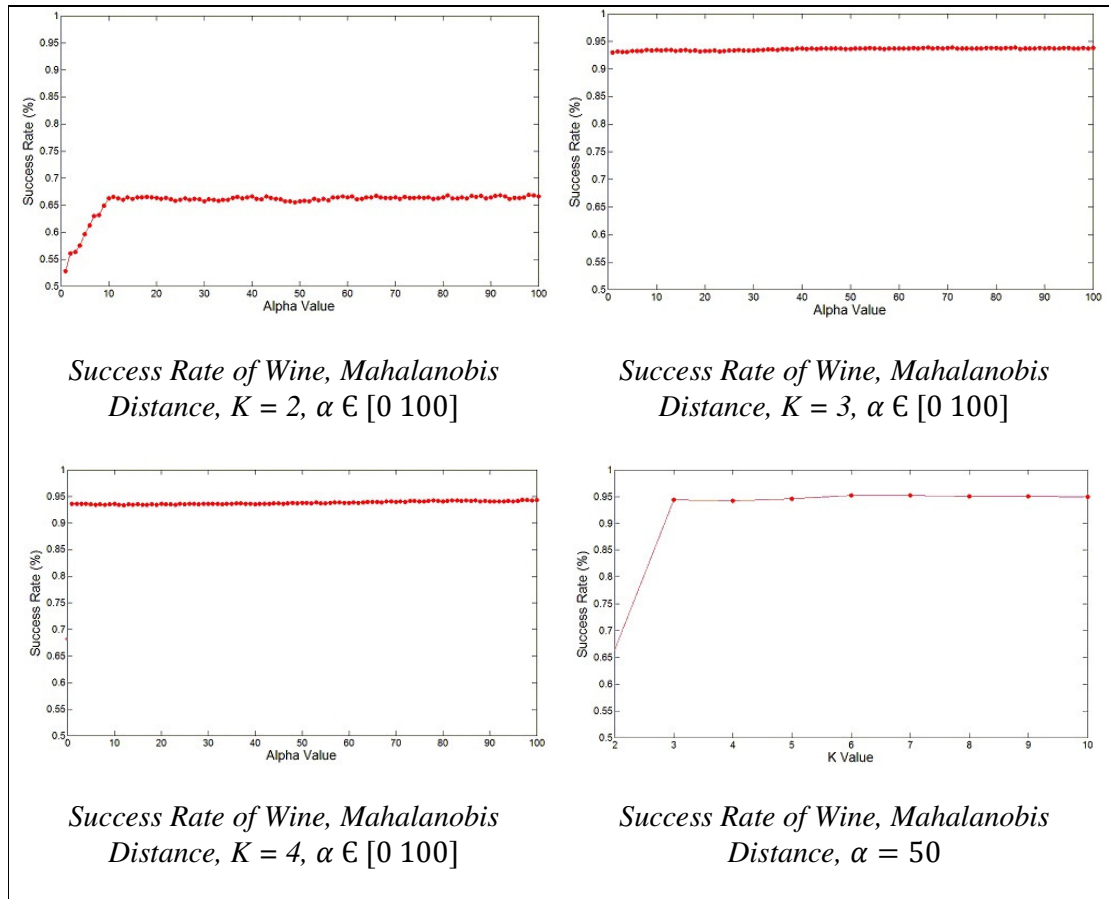 1
0.95
0.9
0.85
0.8
0.75
0.7
0.65
0.6
0.55
0.5
Success Rate (%)
0 10 20 30 40 50 60 70 80 90 100
Alpha Value
Success Rate of Wine, Mahalanobis
Distance, K = 2, α Є [0 100]
1
0.95
0.9
0.85
0.8
0.75
0.7
0.65
0.6
0.55
0.5
Success Rate (%)
0 10 20 30 40 50 60 70 80 90 100
Alpha Value
Success Rate of Wine, Mahalanobis
Distance, K = 3, α Є [0 100]
1
0.95
0.9
0.85
0.8
0.75
0.7
0.65
0.6
0.55
0.5
Success Rate (%)
0 10 20 30 40 50 60 70 80 90 100
Alpha Value
Success Rate of Wine, Mahalanobis
Distance, K = 4, α Є [0 100]
1
0.95
0.9
0.85
0.8
0.75
0.7
0.65
0.6
0.55
0.5
Success Rate (%)
2 3 4 5 6 7 8 9 10
K Value
Success Rate of Wine, Mahalanobis
Distance, α = 50